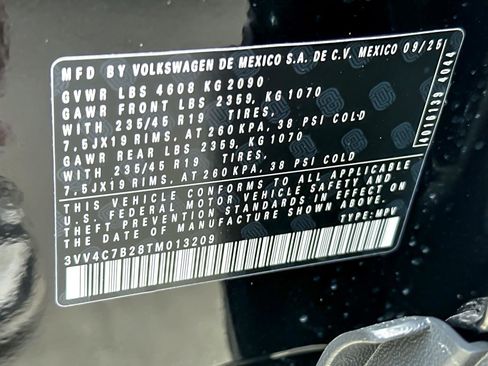 MFD BY VOLKSWAGEN DE MEXICO S.A. DE C.V. MEXICO 09/25
GVWR LBS 4608 KG 2090
GAWR FRONT LBS 2359, KG 1070
WITH 235/45 R19 TIRES,
7,5JX19 RIMS, AT 260 KPA, 38 PSI COLD
GAWR REAR LBS 2359, KG 1070
WITH 235/45 R19 TIRES,
7,5JX19 RIMS, AT 260 KPA, 38 PSI COLD
THIS VEHICLE CONFORMS TO ALL APPLICABLE
U.S. FEDERAL MOTOR VEHICLE SAFETY AND
THEFT PREVENTION STANDARDS IN EFFECT ON
THE DATE OF MANUFACTURE SHOWN ABOVE.
3VV4C7B28TM013209 TYPE: MPV